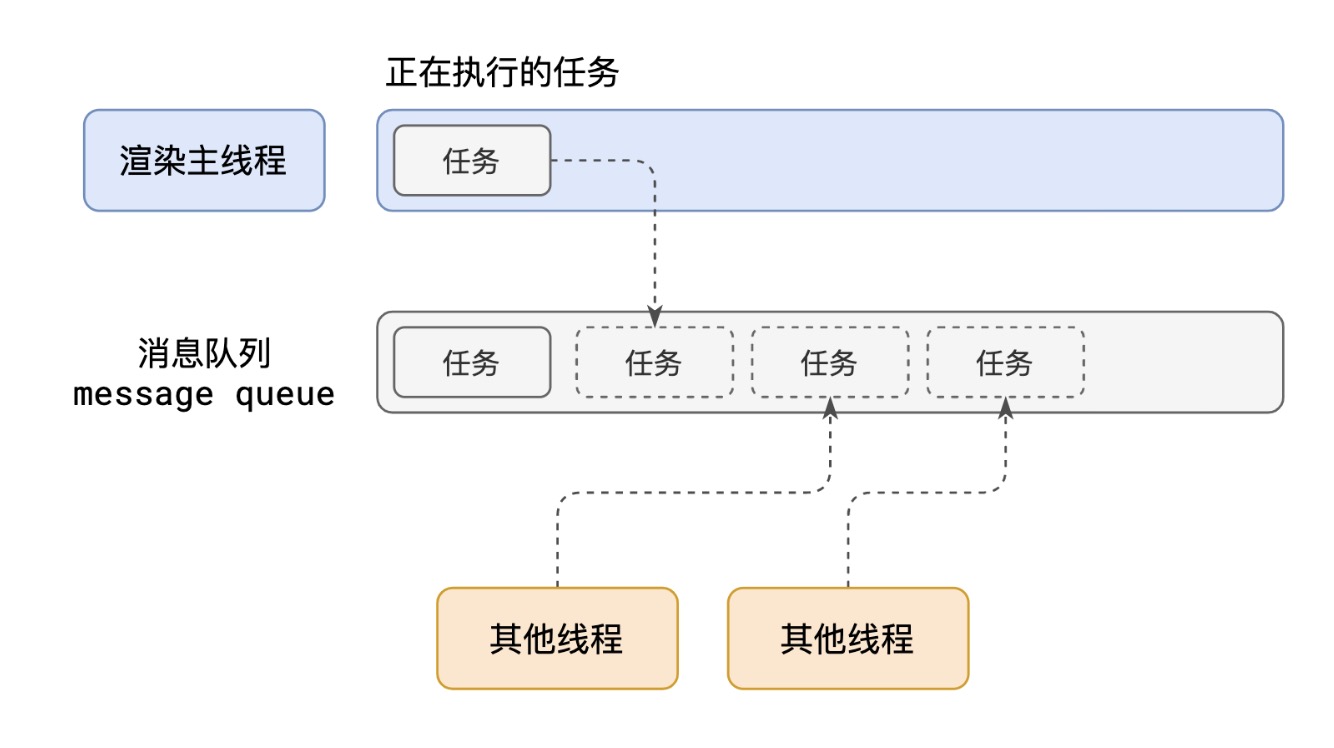 正在执行的任务
渲染主线程
任务
消息队列
message queue
任务
任务
任务
任务
其他线程
其他线程